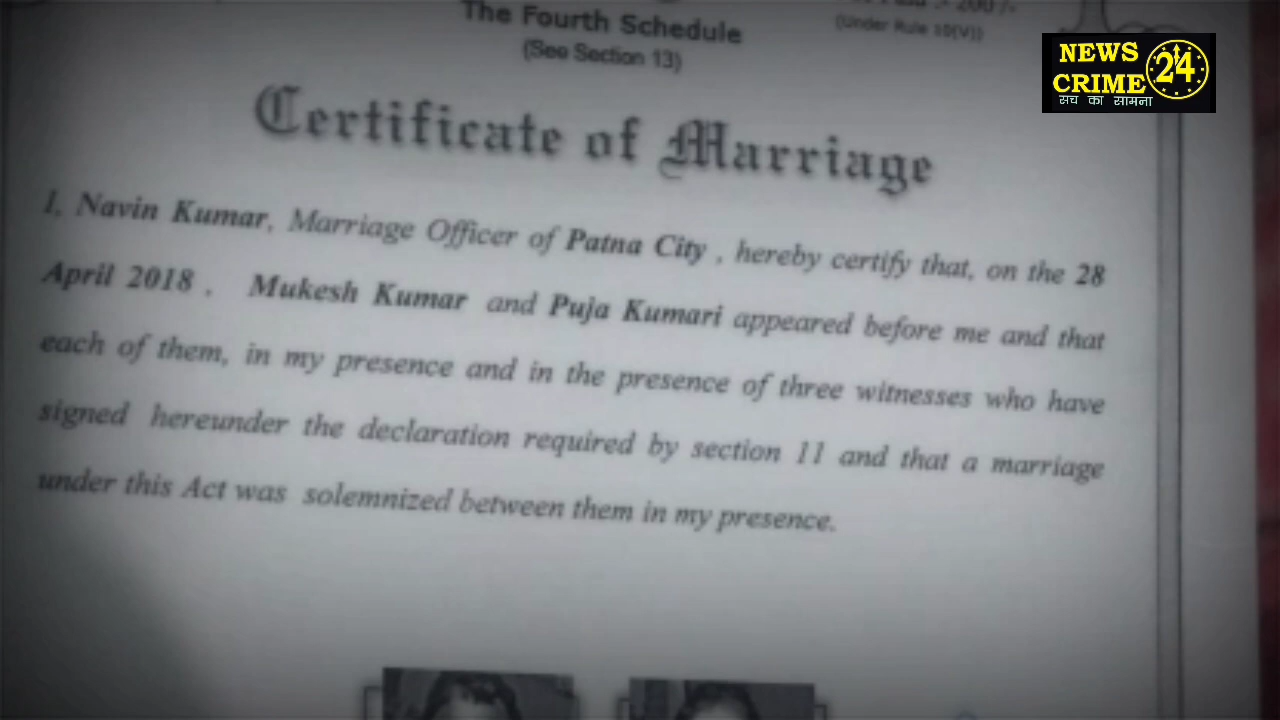 The Fourth Schedule
(See Section 13)
200/-
(Under Rule 10(V))
NEWS
CRIME 24
सच का सामना
Certificate of Marriage
I, Navin Kumar, Marriage Officer of Patna City , hereby certify that, on the 28
April 2018 . Mukesh Kumar and Puja Kumari appeared before me and that
each of them, in my presence and in the presence of three witnesses who have
signed hereunder the declaration required by section 11 and that a marriage
under this Act was solemnized between them in my presence.